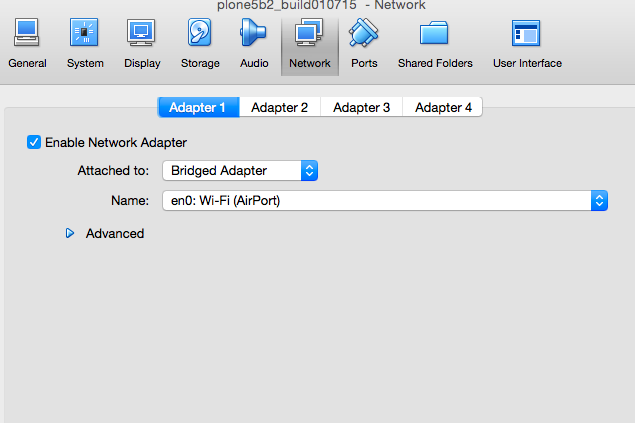 plone5b2_build010715 - Network
General System Display Storage Audio Network Ports Shared Folders User Interface
Adapter 1 Adapter 2 Adapter 3 Adapter 4
Enable Network Adapter
Attached to: Bridged Adapter
Name: en0: Wi-Fi (AirPort)
Advanced